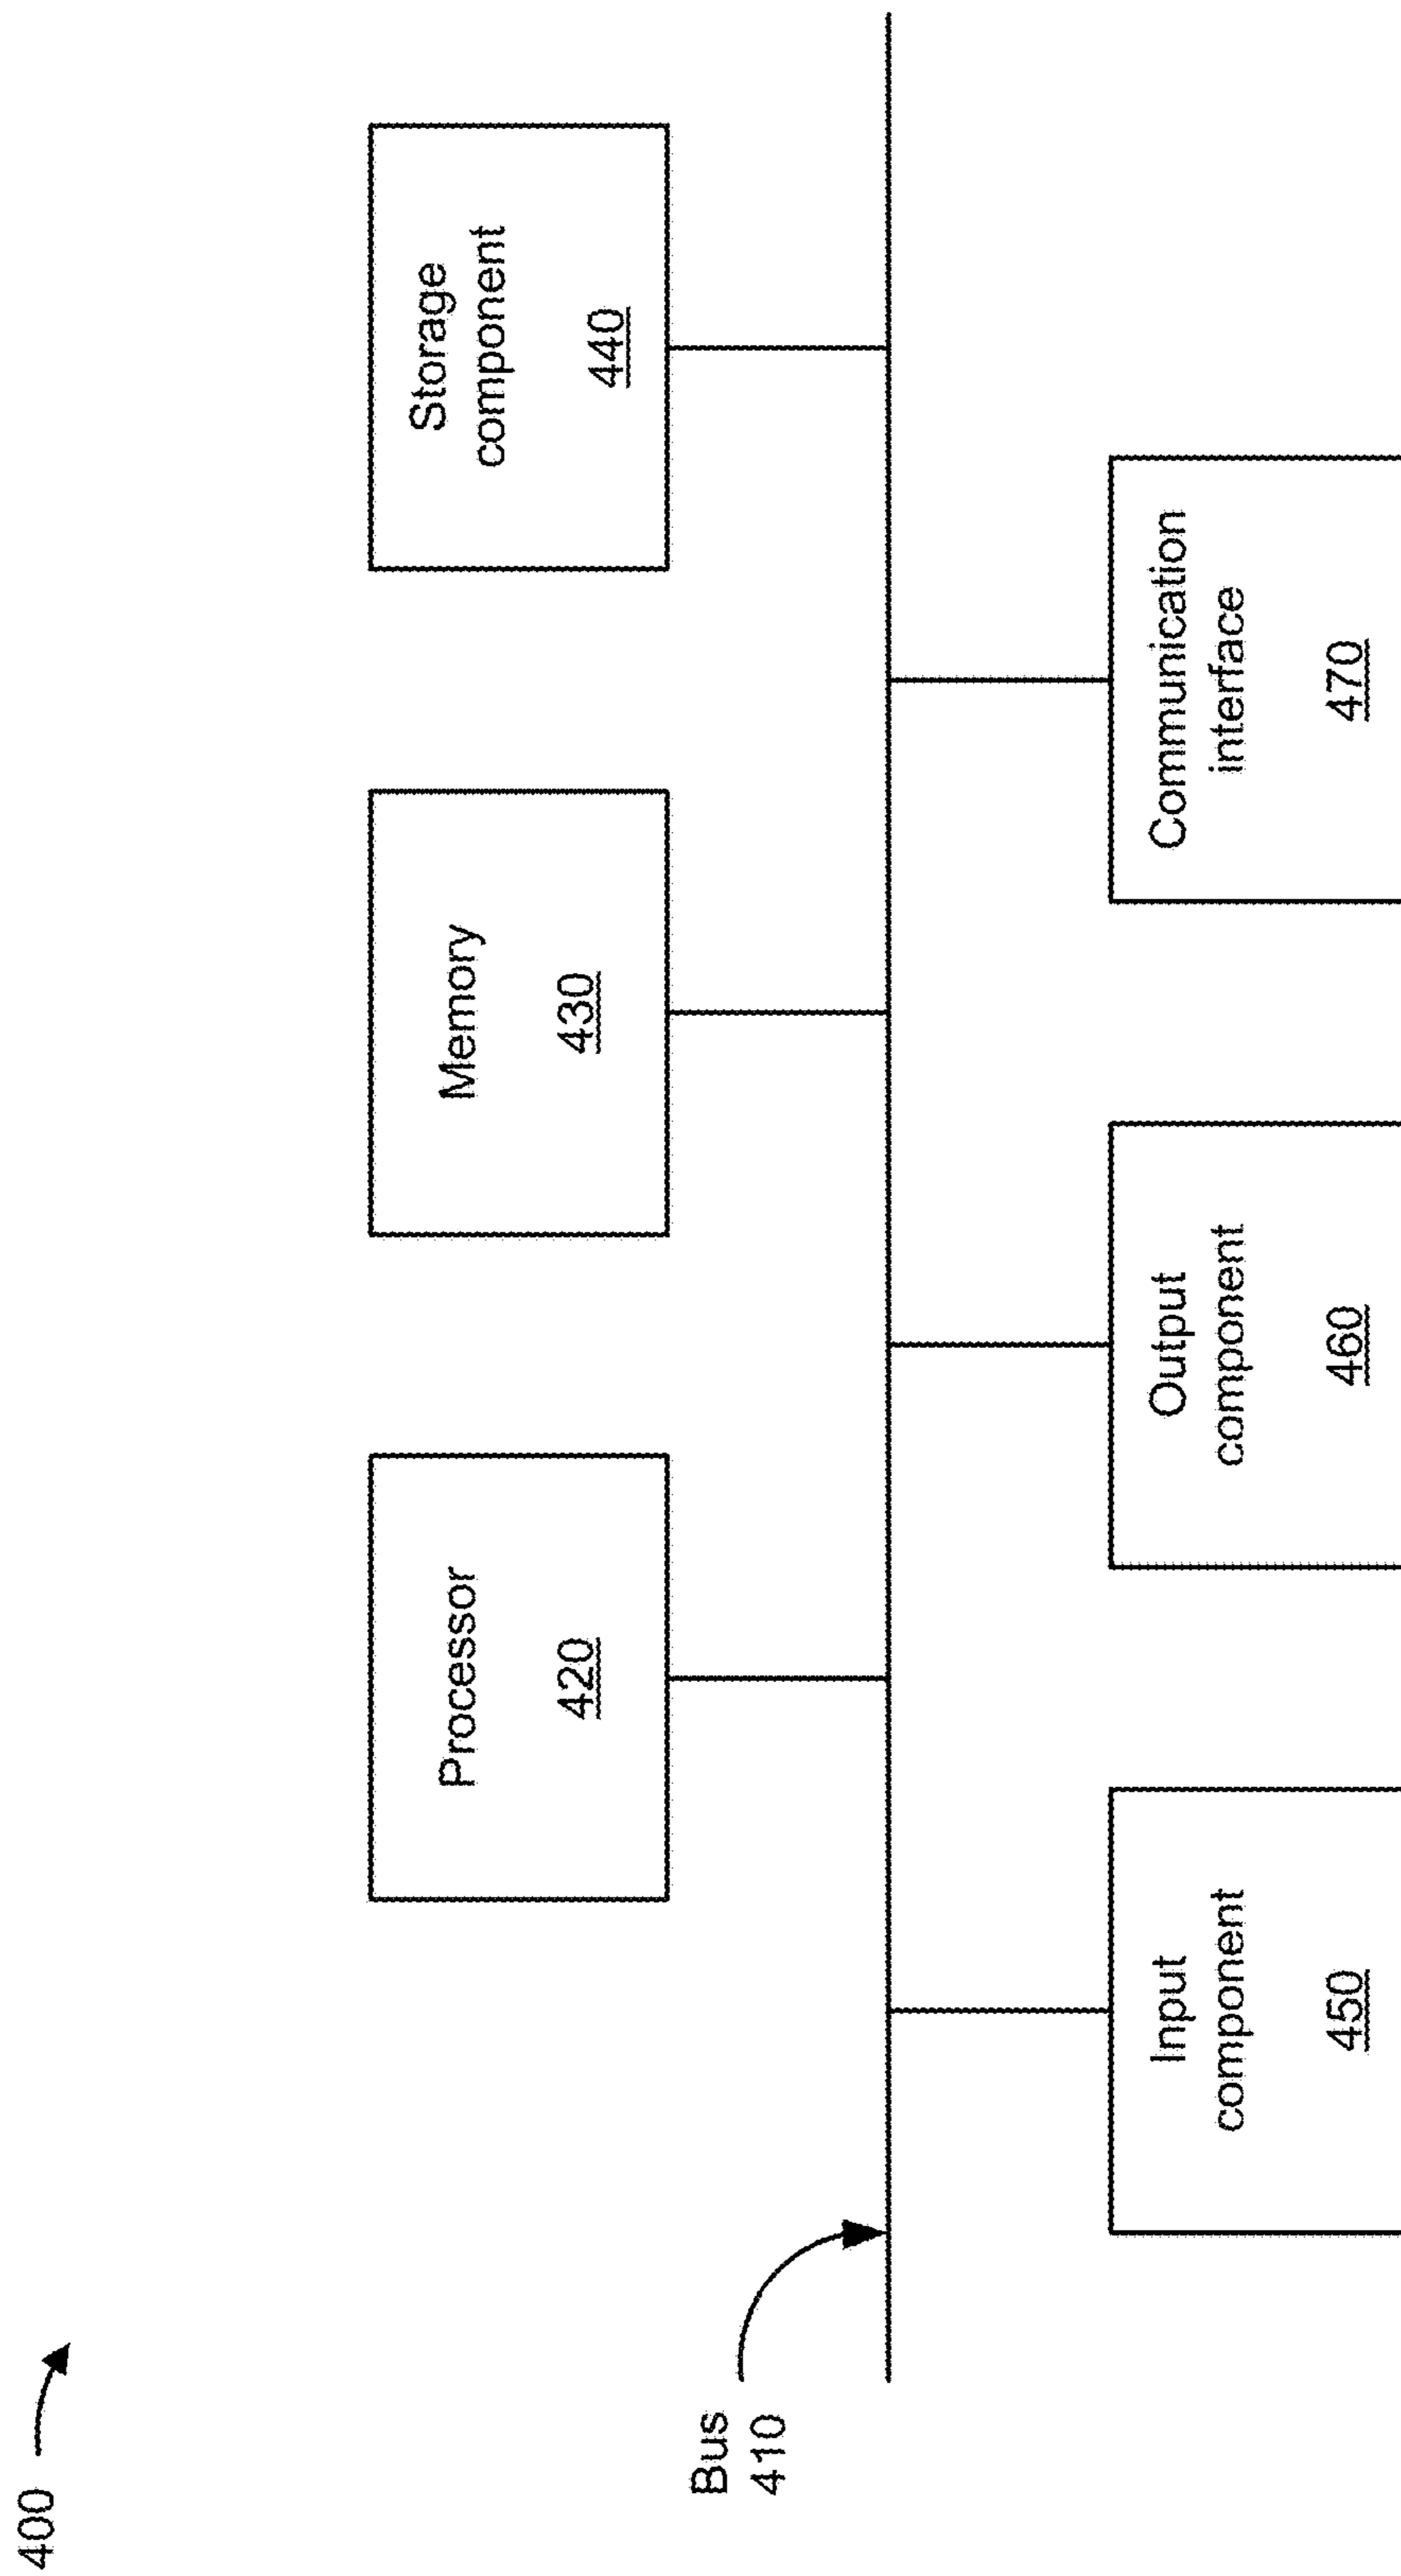 400
Processor
420
Memory
430
Storage
component
440
Bus
410
Input
component
450
Output
component
460
Communication
interface
470